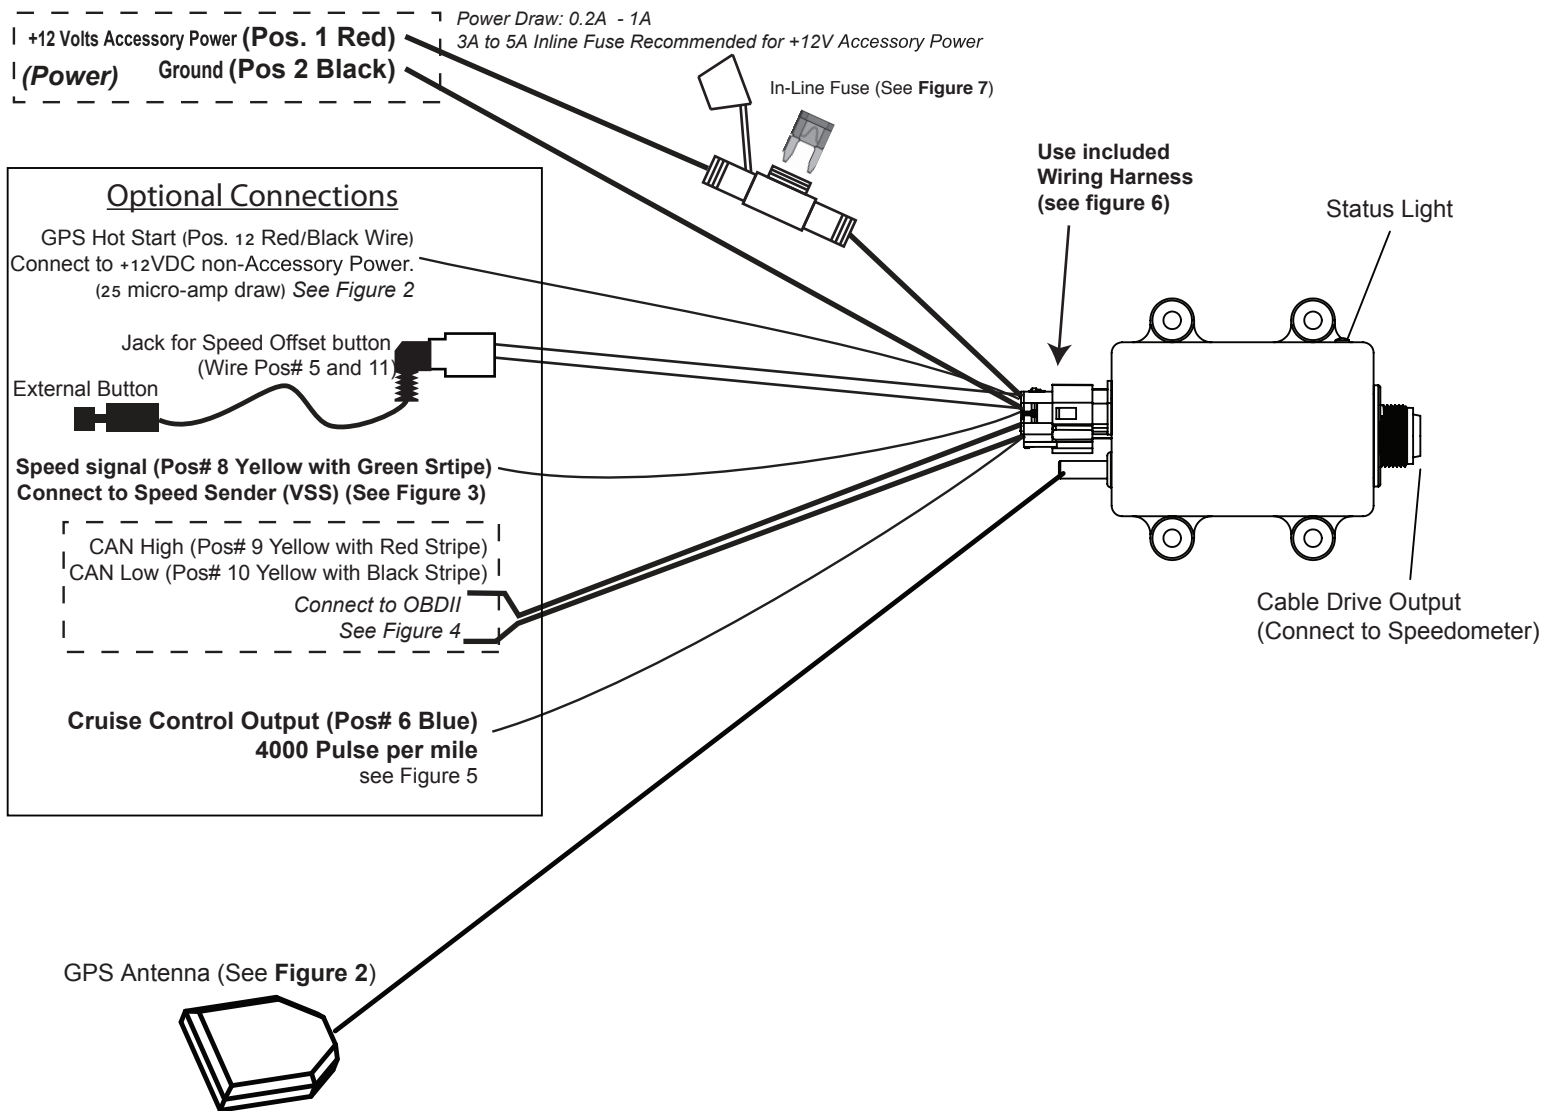 Power Draw: 0.2A - 1A
3A to 5A Inline Fuse Recommended for +12V Accessory Power
+12 Volts Accessory Power (Pos. 1 Red)
(Power) Ground (Pos 2 Black)
In-Line Fuse (See Figure 7)
Use included
Wiring Harness
(see figure 6)
Status Light
Optional Connections
GPS Hot Start (Pos. 12 Red/Black Wire)
Connect to +12VDC non-Accessory Power.
(25 micro-amp draw) See Figure 2
Jack for Speed Offset button
(Wire Pos# 5 and 11)
External Button
Speed signal (Pos# 8 Yellow with Green Srtipe)
Connect to Speed Sender (VSS) (See Figure 3)
CAN High (Pos# 9 Yellow with Red Stripe)
CAN Low (Pos# 10 Yellow with Black Stripe)
Connect to OBDII
See Figure 4
Cruise Control Output (Pos# 6 Blue)
4000 Pulse per mile
see Figure 5
Cable Drive Output
(Connect to Speedometer)
GPS Antenna (See Figure 2)